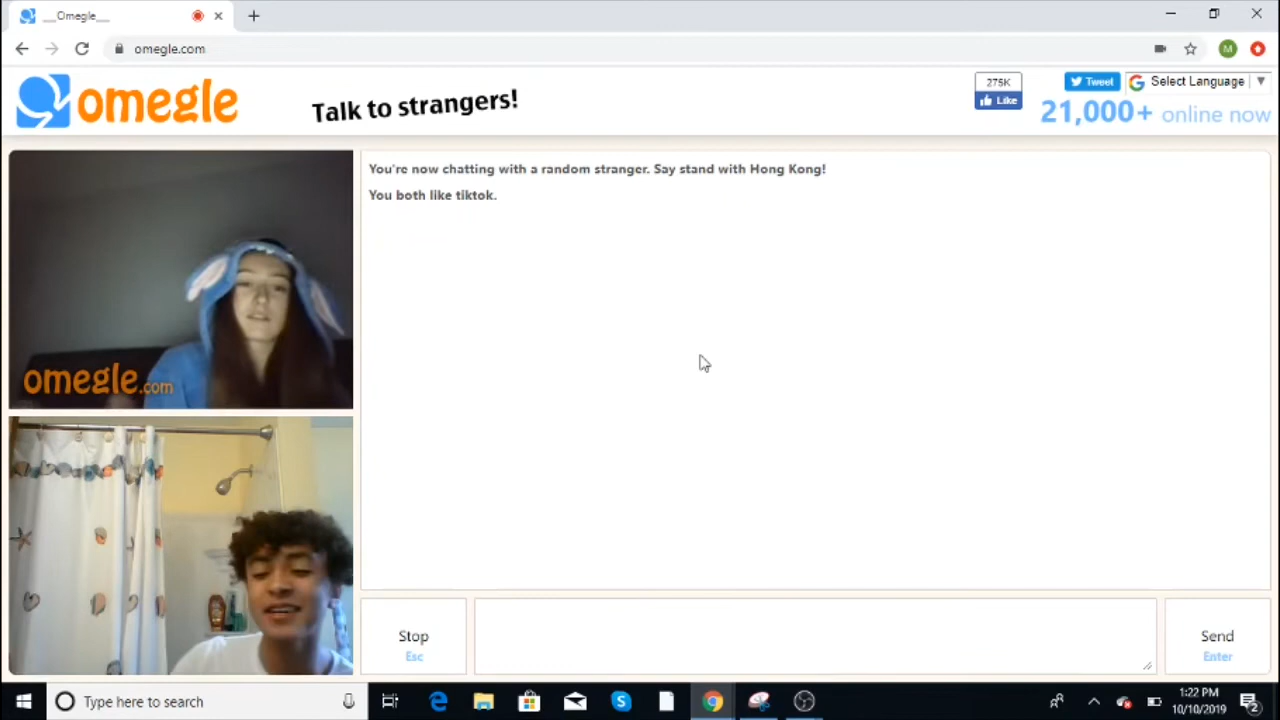 __Omegle__
omegle.com
M
omegle
Talk to strangers!
275K
Like
Tweet
Select Language
21,000+ online now
You're now chatting with a random stranger. Say stand with Hong Kong!
You both like tiktok.
omegle.com
Stop
Esc
Send
Enter
Type here to search
1:22 PM
10/10/2019
2